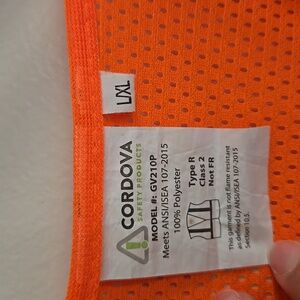 L/XL
CORDOVA
SAFETY PRODUCTS
MODEL #: GV210P
Meets ANSI/ISEA 107-2015
100% Polyester
Type R
Class 2
Not FR
This garment is not flame resistant
as defined by ANSI/ISEA 107-2015
Section 10.5.